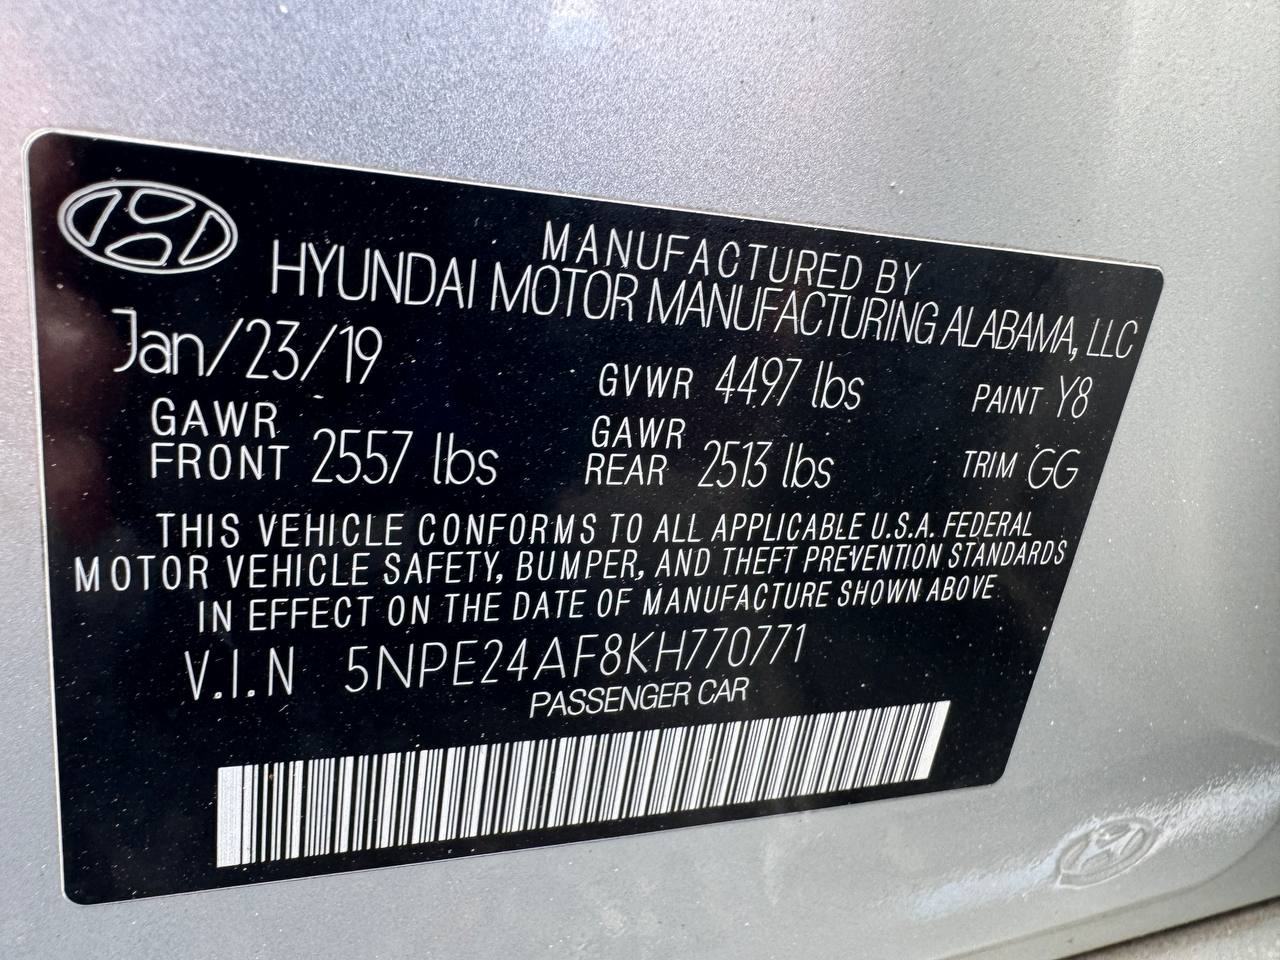 MANUFACTURED BY
HYUNDAI MOTOR MANUFACTURING ALABAMA, LLC
Jan/23/19 GVWR 4497 lbs PAINT Y8
GAWR FRONT 2557 lbs GAWR REAR 2513 lbs TRIM GG
THIS VEHICLE CONFORMS TO ALL APPLICABLE U.S.A. FEDERAL
MOTOR VEHICLE SAFETY, BUMPER, AND THEFT PREVENTION STANDARDS
IN EFFECT ON THE DATE OF MANUFACTURE SHOWN ABOVE
V.I.N 5NPE24AF8KH770771
PASSENGER CAR